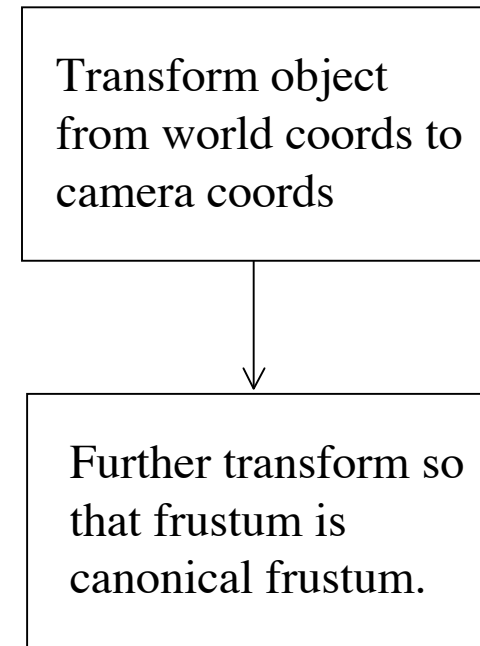 Transform object
from world coords to
camera coords
Further transform so
that frustum is
canonical frustum.